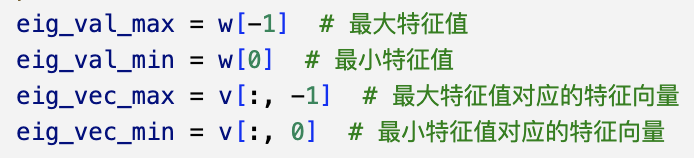 eig_val_max = w[-1]  # 最大特征值
eig_val_min = w[0]  # 最小特征值
eig_vec_max = v[:, -1]  # 最大特征值对应的特征向量
eig_vec_min = v[:, 0]  # 最小特征值对应的特征向量